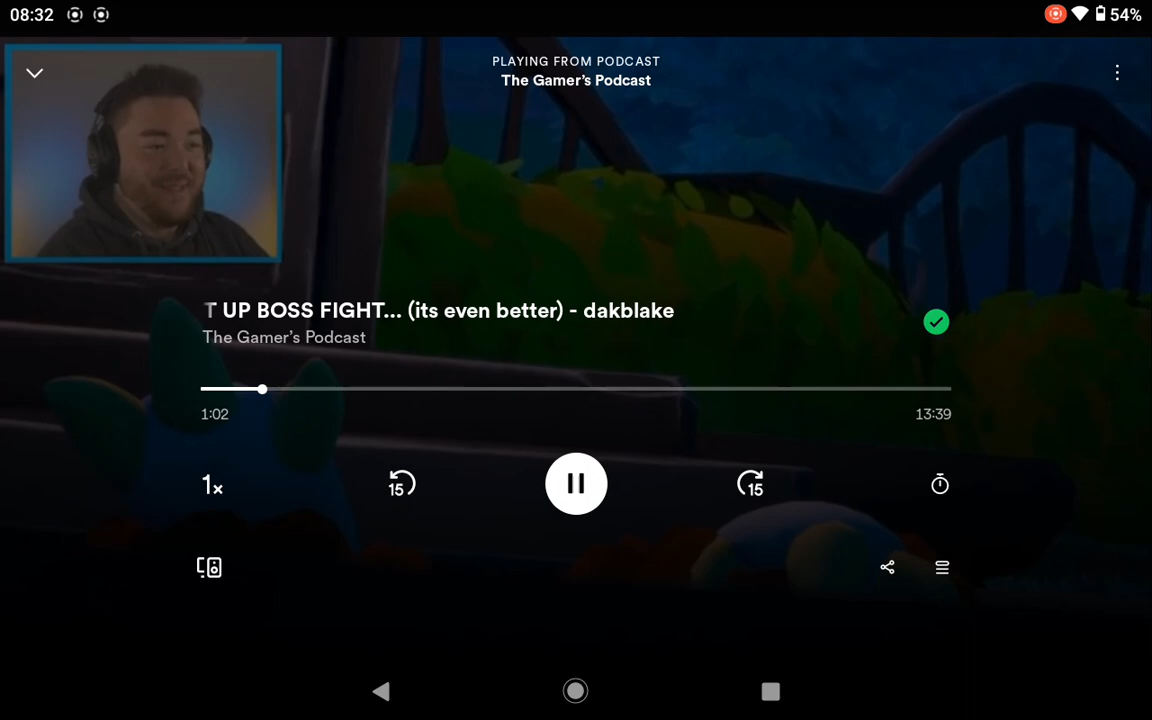 08:32
54%
PLAYING FROM PODCAST
The Gamer's Podcast
T UP BOSS FIGHT... (its even better) - dakblake
The Gamer's Podcast
1:02
13:39
1x
15
15